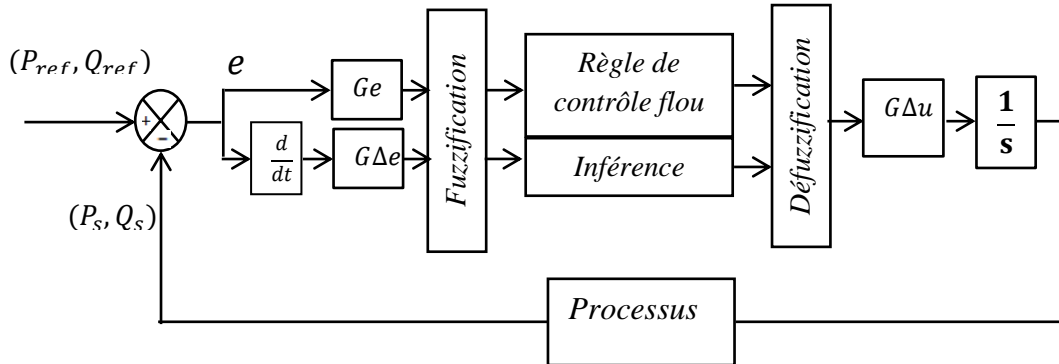 (P_ref, Q_ref)
e
+
−
(P_s, Q_s)
d/dt
Ge
GΔe
Fuzzification
Règle de
contrôle flou
Inférence
Défuzzification
GΔu
1/s
Processus